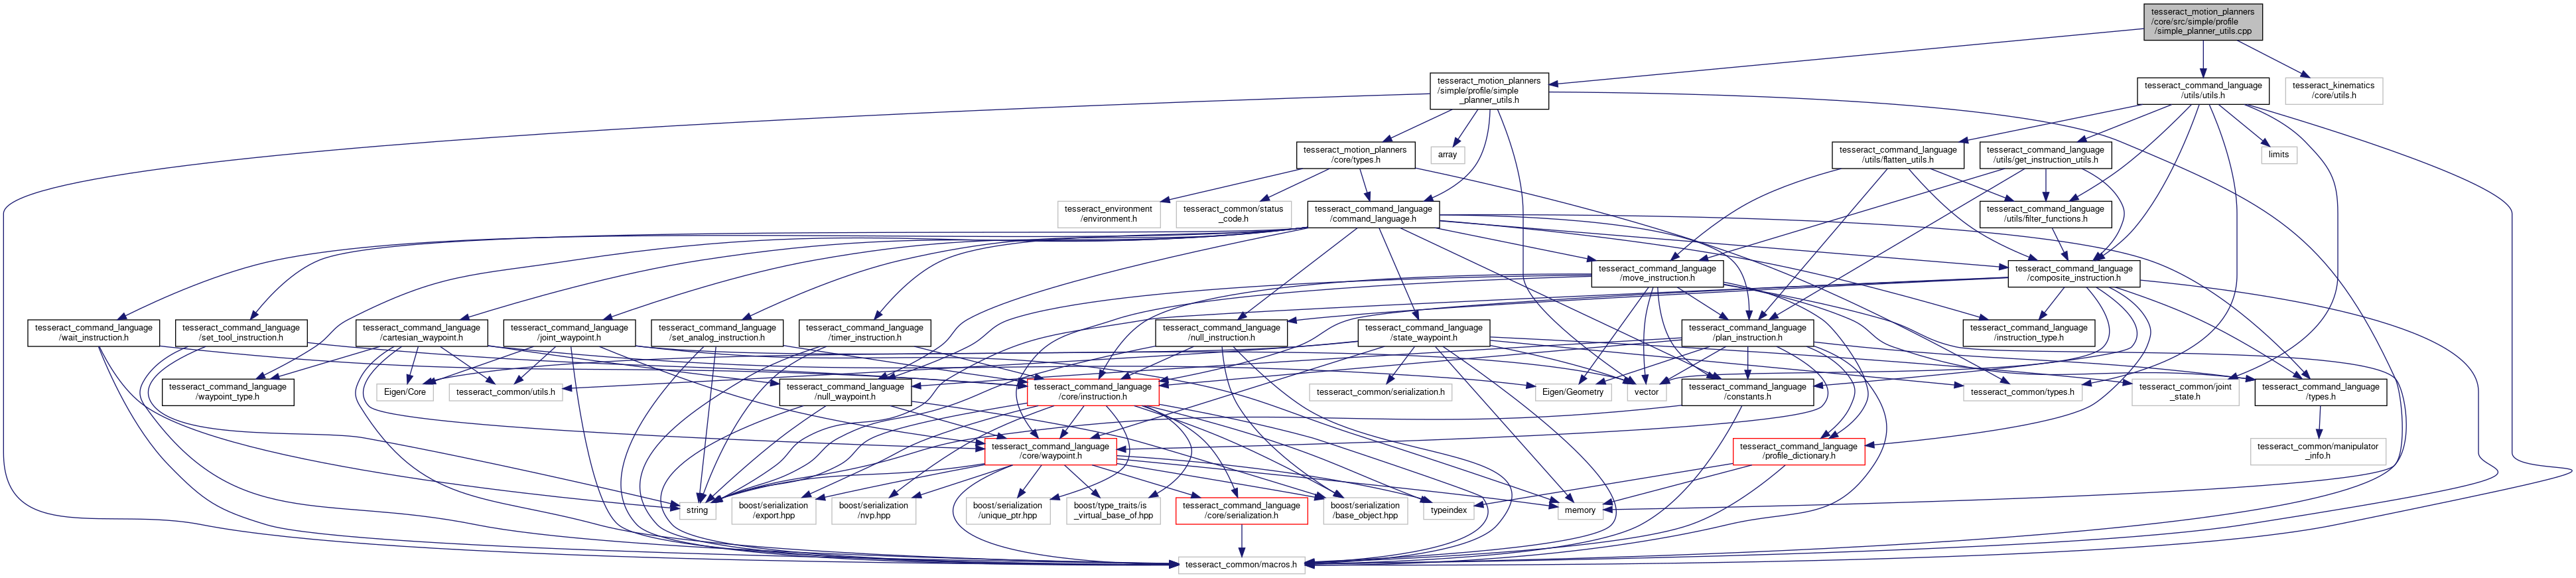 tesseract_motion_planners
/core/src/simple/profile
/simple_planner_utils.cpp
tesseract_motion_planners
/simple/profile/simple
_planner_utils.h
tesseract_command_language
/utils/utils.h
tesseract_kinematics
/core/utils.h
tesseract_motion_planners
/core/types.h
array
tesseract_command_language
/utils/flatten_utils.h
tesseract_command_language
/utils/get_instruction_utils.h
limits
tesseract_environment
/environment.h
tesseract_common/status
_code.h
tesseract_command_language
/command_language.h
tesseract_command_language
/utils/filter_functions.h
tesseract_command_language
/move_instruction.h
tesseract_command_language
/composite_instruction.h
tesseract_command_language
/wait_instruction.h
tesseract_command_language
/set_tool_instruction.h
tesseract_command_language
/cartesian_waypoint.h
tesseract_command_language
/joint_waypoint.h
tesseract_command_language
/set_analog_instruction.h
tesseract_command_language
/timer_instruction.h
tesseract_command_language
/null_instruction.h
tesseract_command_language
/state_waypoint.h
tesseract_command_language
/plan_instruction.h
tesseract_command_language
/instruction_type.h
tesseract_command_language
/waypoint_type.h
Eigen/Core
tesseract_common/utils.h
tesseract_command_language
/null_waypoint.h
tesseract_command_language
/core/instruction.h
tesseract_common/serialization.h
Eigen/Geometry
vector
tesseract_command_language
/constants.h
tesseract_common/types.h
tesseract_common/joint
_state.h
tesseract_command_language
/types.h
tesseract_command_language
/core/waypoint.h
tesseract_command_language
/profile_dictionary.h
tesseract_common/manipulator
_info.h
string
boost/serialization
/export.hpp
boost/serialization
/nvp.hpp
boost/serialization
/unique_ptr.hpp
boost/type_traits/is
_virtual_base_of.hpp
tesseract_command_language
/core/serialization.h
boost/serialization
/base_object.hpp
typeindex
memory
tesseract_common/macros.h